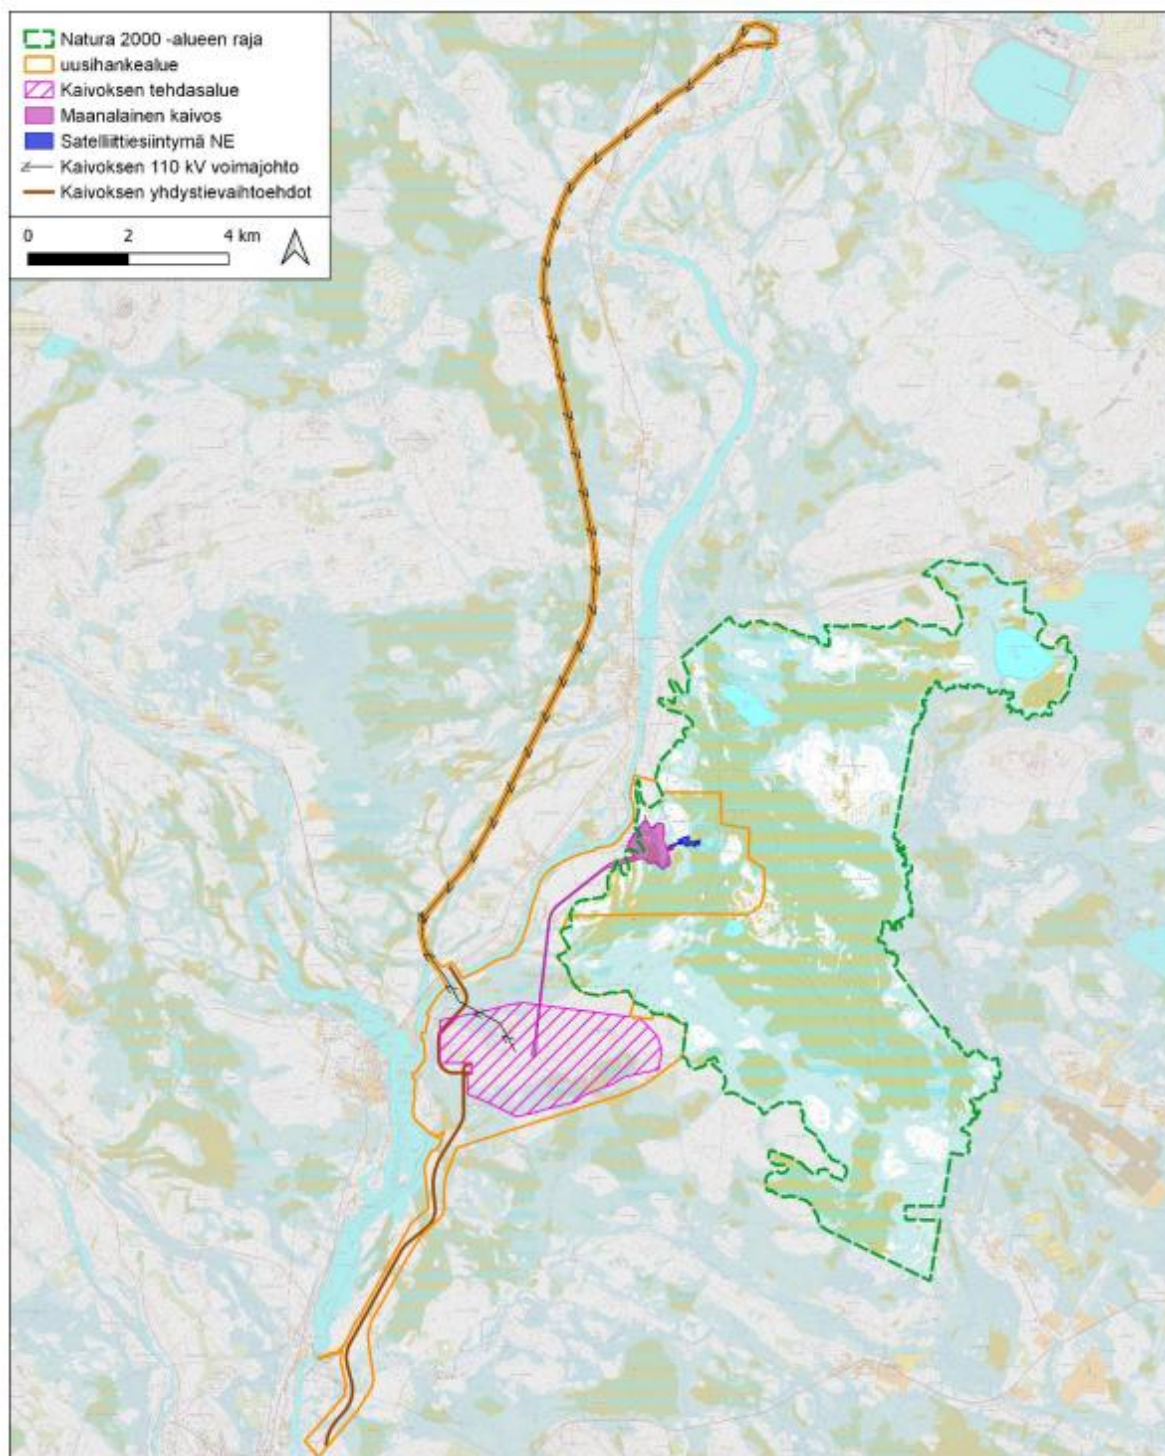 Natura 2000 -alueen raja
uusihankealue
Kaivoksen tehdasalue
Maanalainen kaivos
Satelliittiesiintymä NE
Kaivoksen 110 kV voimajohto
Kaivoksen yhdystievaihtoehdot
0 2 4 km